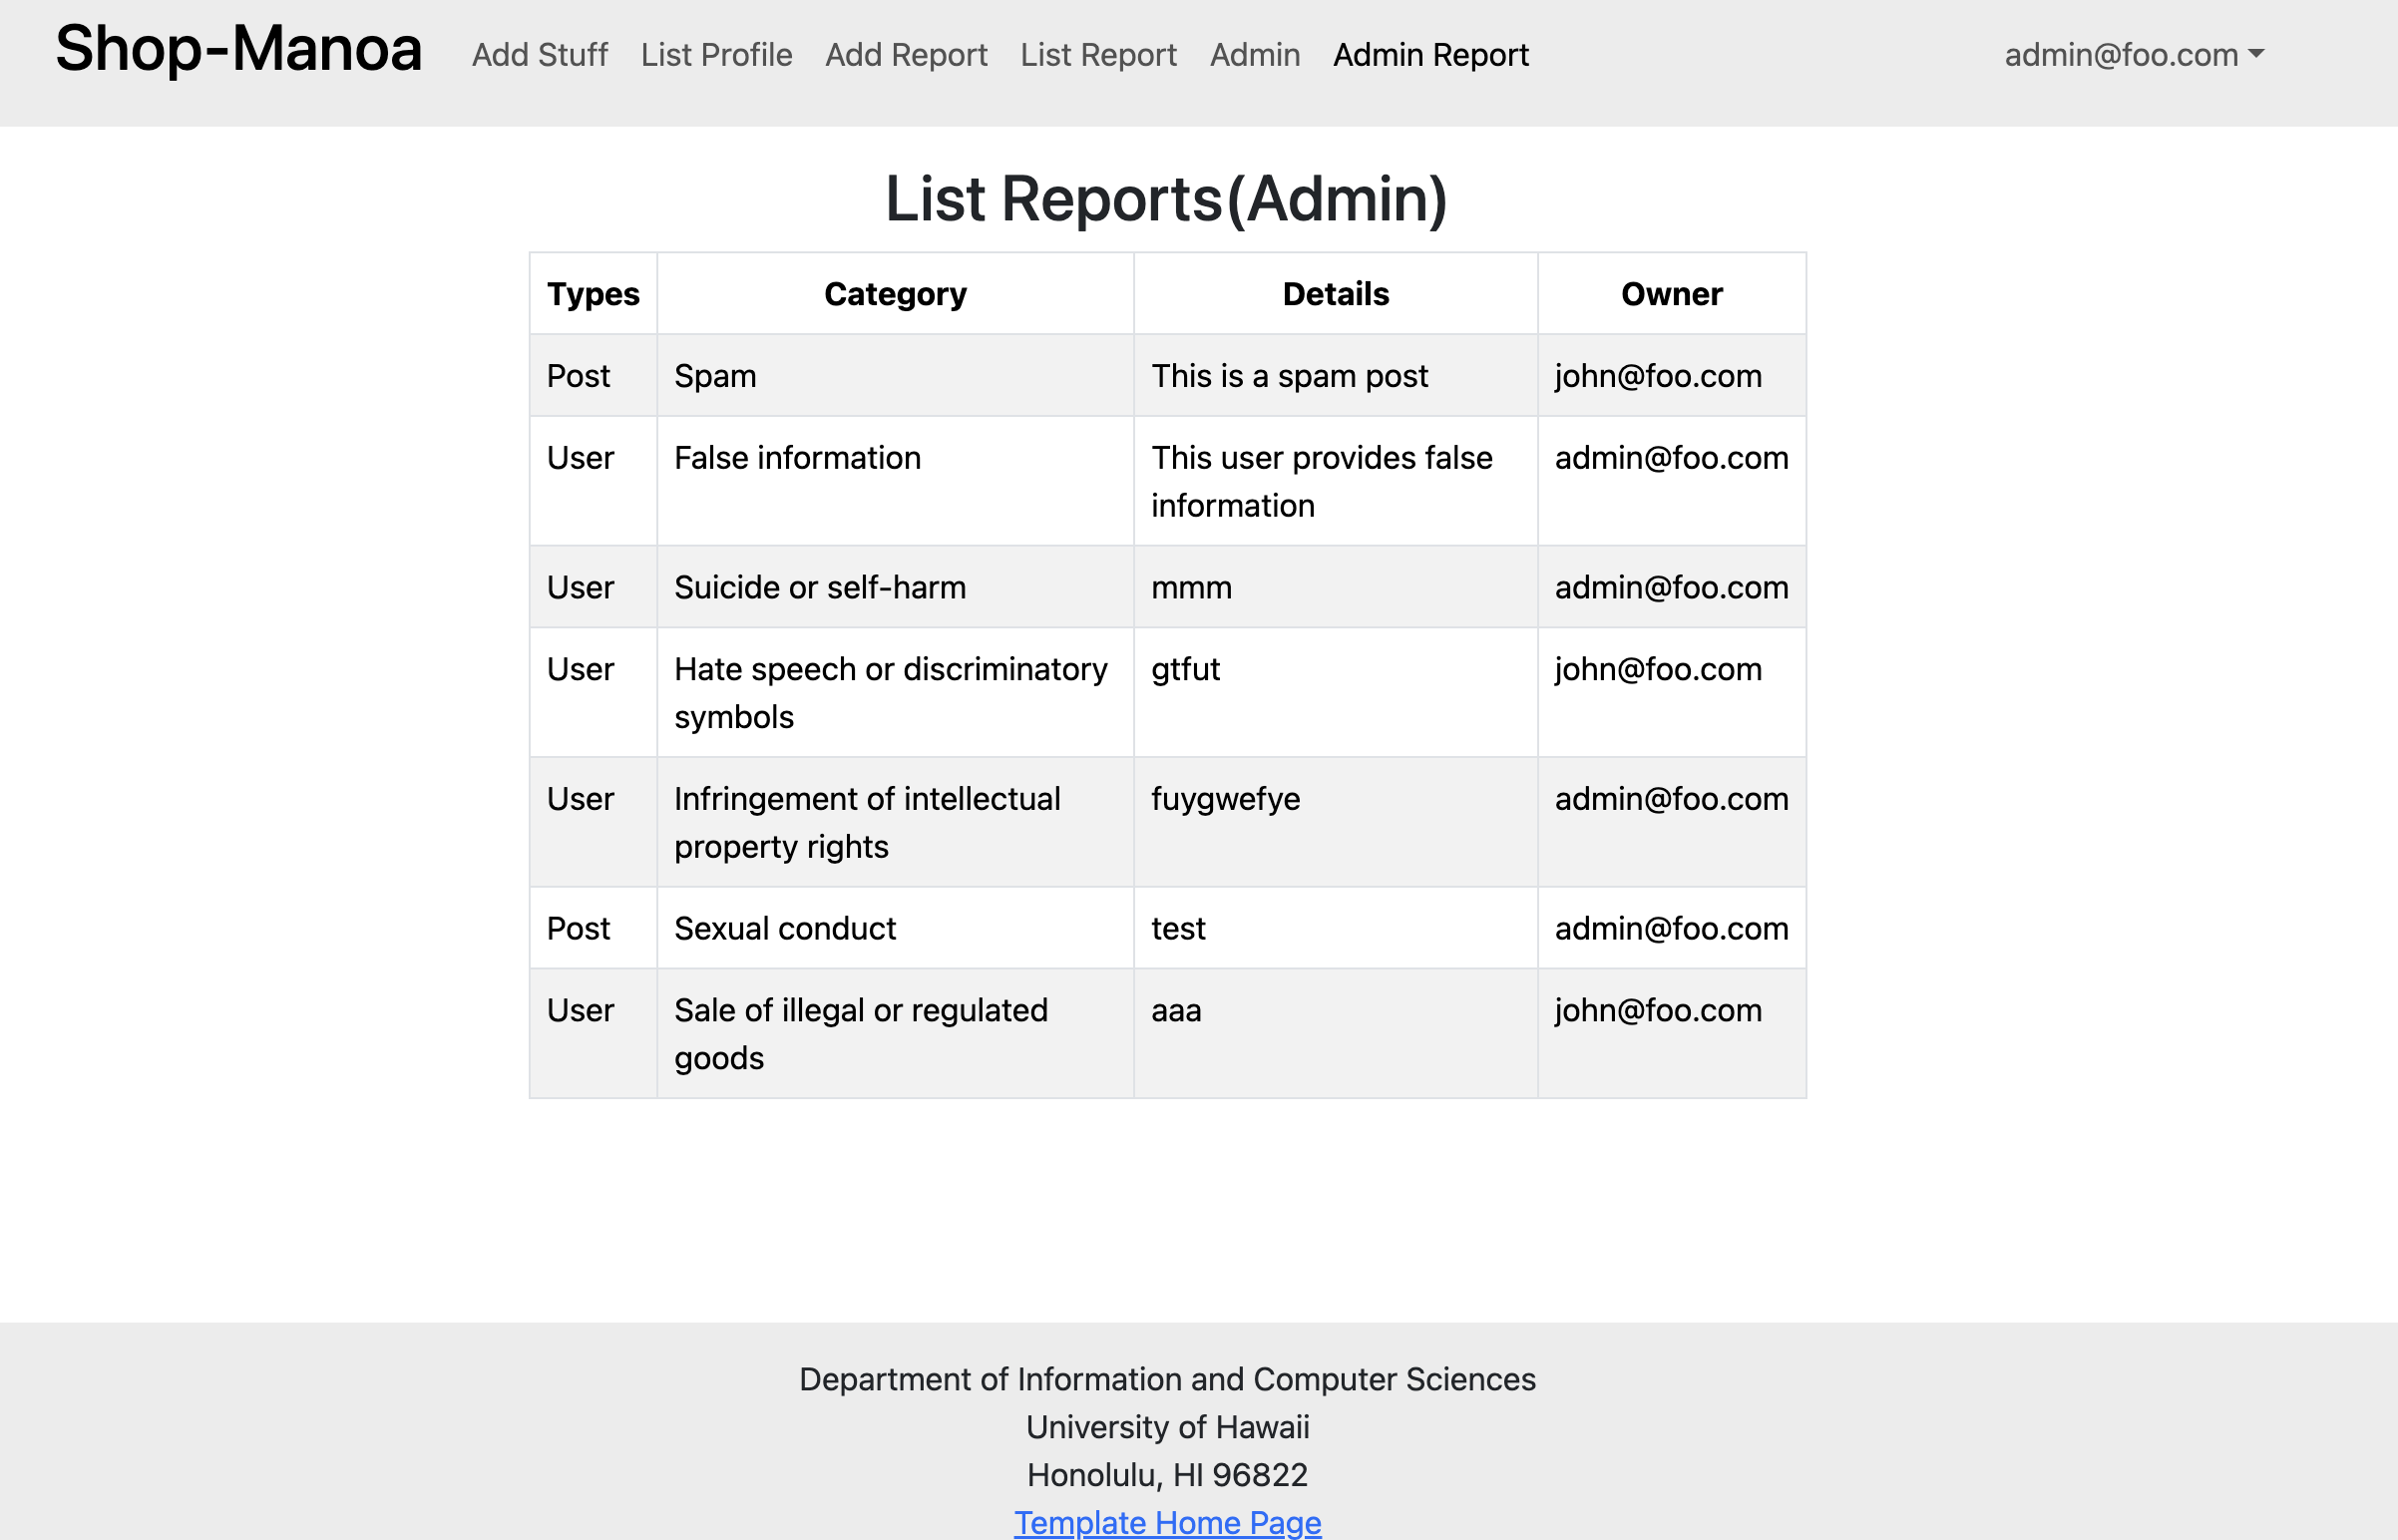 Shop-Manoa Add Stuff List Profile Add Report List Report Admin Admin Report admin@foo.com
List Reports(Admin)
Types Category Details Owner
Post Spam This is a spam post john@foo.com
User False information This user provides false admin@foo.com
information
User Suicide or self-harm mmm admin@foo.com
User Hate speech or discriminatory gtfut john@foo.com
symbols
User Infringement of intellectual fuygwefye admin@foo.com
property rights
Post Sexual conduct test admin@foo.com
User Sale of illegal or regulated aaa john@foo.com
goods
Department of Information and Computer Sciences
University of Hawaii
Honolulu, HI 96822
Template Home Page